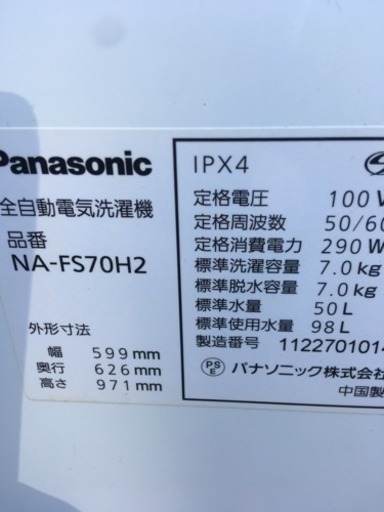 Panasonic
全自動電気洗濯機
品番
NA-FS70H2
外形寸法
幅 599mm
奥行 626mm
高さ 971mm
IPX4
定格電圧 100V
定格周波数 50/60
定格消費電力 290W
標準洗濯容量 7.0kg
標準脱水容量 7.0kg
標準水量 50L
標準使用水量 98L
製造番号 1122701014
PS
E
パナソニック株式会社
中国製